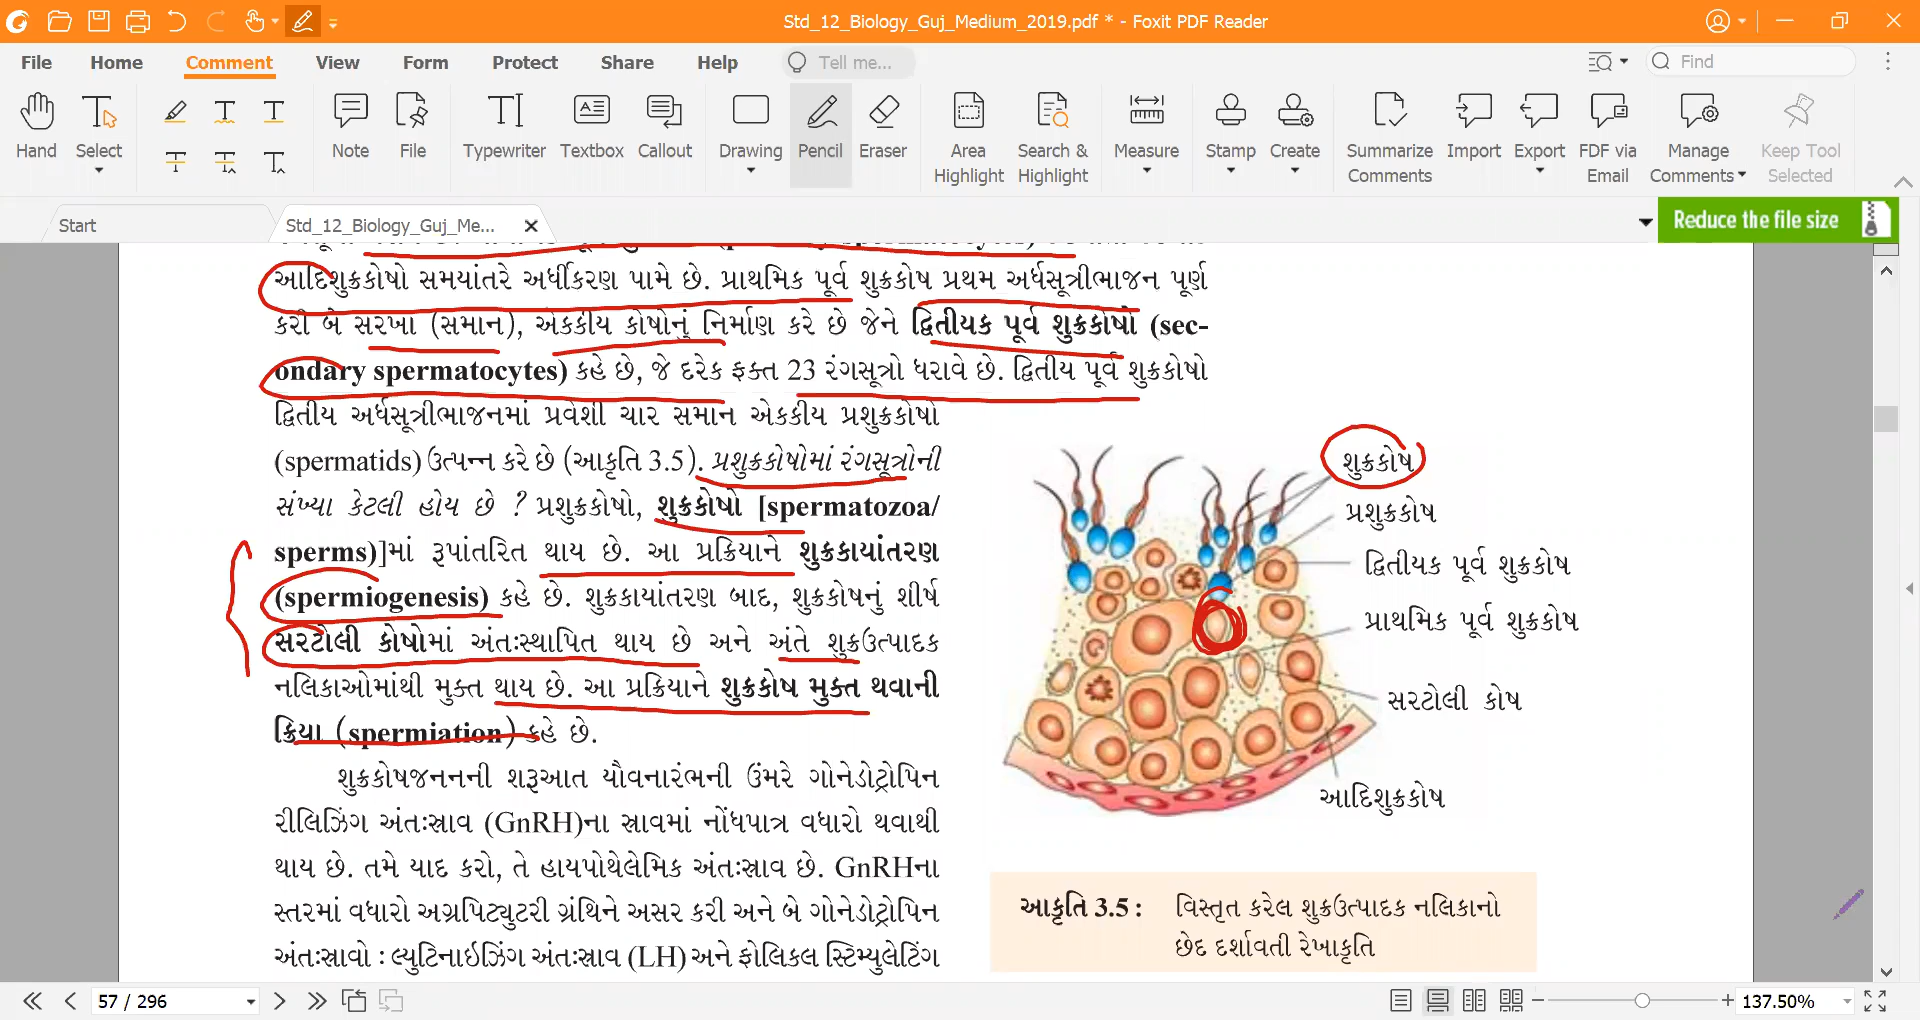 Std_12_Biology_Guj_Medium_2019.pdf * - Foxit PDF Reader
File Home Comment View Form Protect Share Help Tell me... Find
Hand Select Note File Typewriter Textbox Callout Drawing Pencil Eraser Area Highlight Search & Highlight Measure Stamp Create Summarize Comments Import Export FDF via Email Manage Comments Keep Tool Selected
Start
Std_12_Biology_Guj_Me...
Reduce the file size
આદિશુક્રકોષો સમયાંતરે અર્ધીકરણ પામે છે. પ્રાથમિક પૂર્વ શુક્રકોષ પ્રથમ અર્ધસૂત્રીભાજન પૂર્ણ
કરી બે સરખા (સમાન), એકકીય કોષોનું નિર્માણ કરે છે જેને દ્વિતીયક પૂર્વ શુક્રકોષો (sec-
ondary spermatocytes) કહે છે, જે દરેક ફક્ત 23 રંગસૂત્રો ધરાવે છે. દ્વિતીય પૂર્વ શુક્રકોષો
દ્વિતીય અર્ધસૂત્રીભાજનમાં પ્રવેશી ચાર સમાન એકકીય પ્રશુક્રકોષો
(spermatids) ઉત્પન્ન કરે છે (આકૃતિ 3.5). પ્રશુક્રકોષોમાં રંગસૂત્રોની
સંખ્યા કેટલી હોય છે ? પ્રશુક્રકોષો, શુક્રકોષો [spermatozoa/
sperms)]માં રૂપાંતરિત થાય છે. આ પ્રક્રિયાને શુક્રકાયાંતરણ
(spermiogenesis) કહે છે. શુક્રકાયાંતરણ બાદ, શુક્રકોષનું શીર્ષ
સરટોલી કોષોમાં અંતઃસ્થાપિત થાય છે અને અંતે શુક્રઉત્પાદક
નલિકાઓમાંથી મુક્ત થાય છે. આ પ્રક્રિયાને શુક્રકોષ મુક્ત થવાની
ક્રિયા (spermiation) કહે છે.
શુક્રકોષજનનની શરૂઆત યૌવનારંભની ઉંમરે ગોનેડોટ્રોપિન
રીલિઝિંગ અંતઃસ્રાવ (GnRH)ના સ્રાવમાં નોંધપાત્ર વધારો થવાથી
થાય છે. તમે યાદ કરો, તે હાયપોથેલેમિક અંતઃસ્રાવ છે. GnRHના
સ્તરમાં વધારો અગ્રપિટ્યુટરી ગ્રંથિને અસર કરી અને બે ગોનેડોટ્રોપિન
અંતઃસ્રાવો : લ્યુટિનાઇઝિંગ અંતઃસ્રાવ (LH) અને ફોલિકલ સ્ટિમ્યુલેટિંગ
શુક્રકોષ
પ્રશુક્રકોષ
દ્વિતીયક પૂર્વ શુક્રકોષ
પ્રાથમિક પૂર્વ શુક્રકોષ
સરટોલી કોષ
આદિશુક્રકોષ
આકૃતિ 3.5 : વિસ્તૃત કરેલ શુક્રઉત્પાદક નલિકાનો
છેદ દર્શાવતી રેખાકૃતિ
57 / 296
137.50%